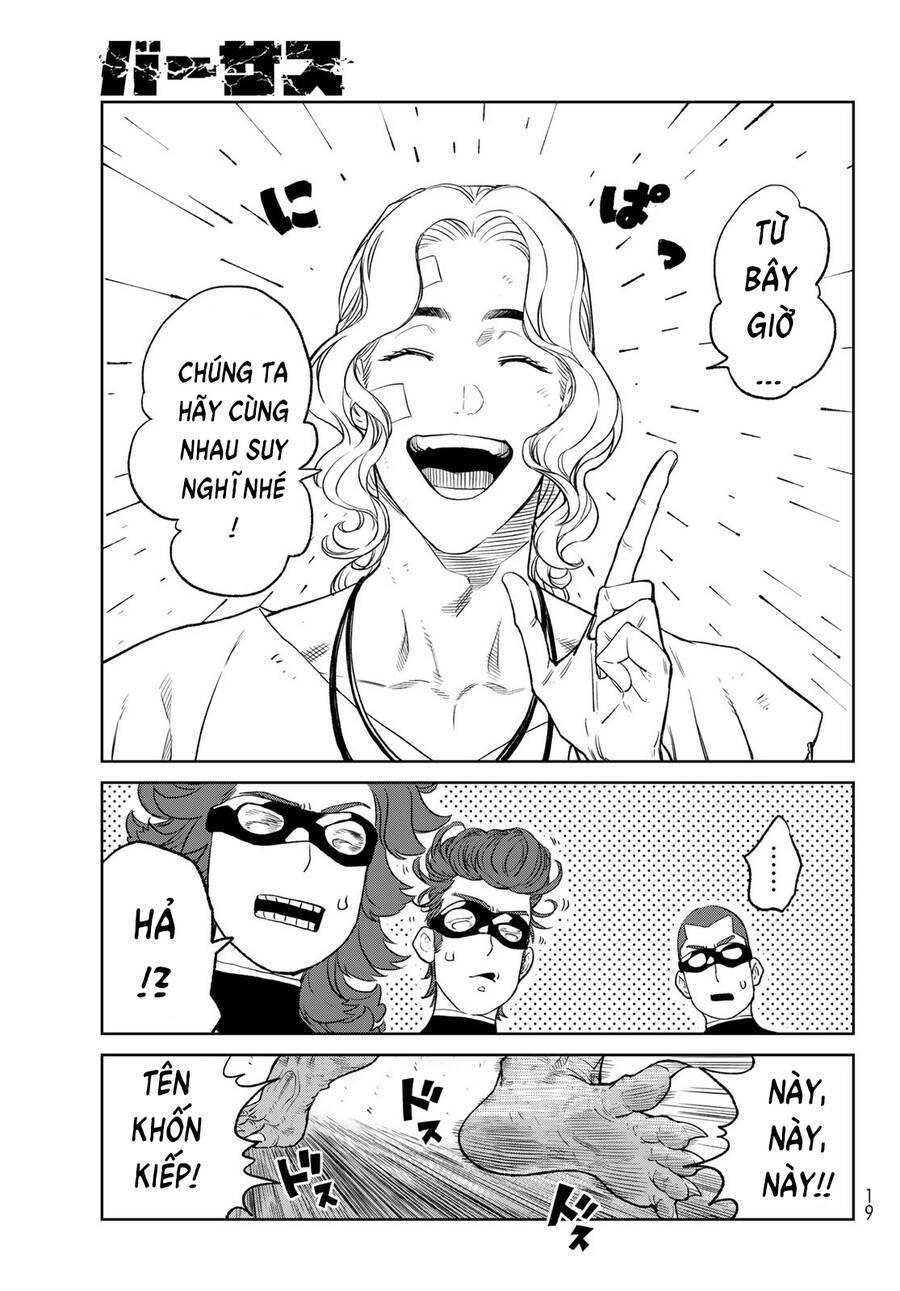 バーサス
TỪ
BÂY
GIỜ
...
ぱっ
に
CHÚNG TA
HÃY CÙNG
NHAU SUY
NGHĨ NHÉ
!
......
HẢ
!?
NÀY,
NÀY,
NÀY!!
ドス
ドス
ドス
TÊN
KHỐN
KIẾP!
19